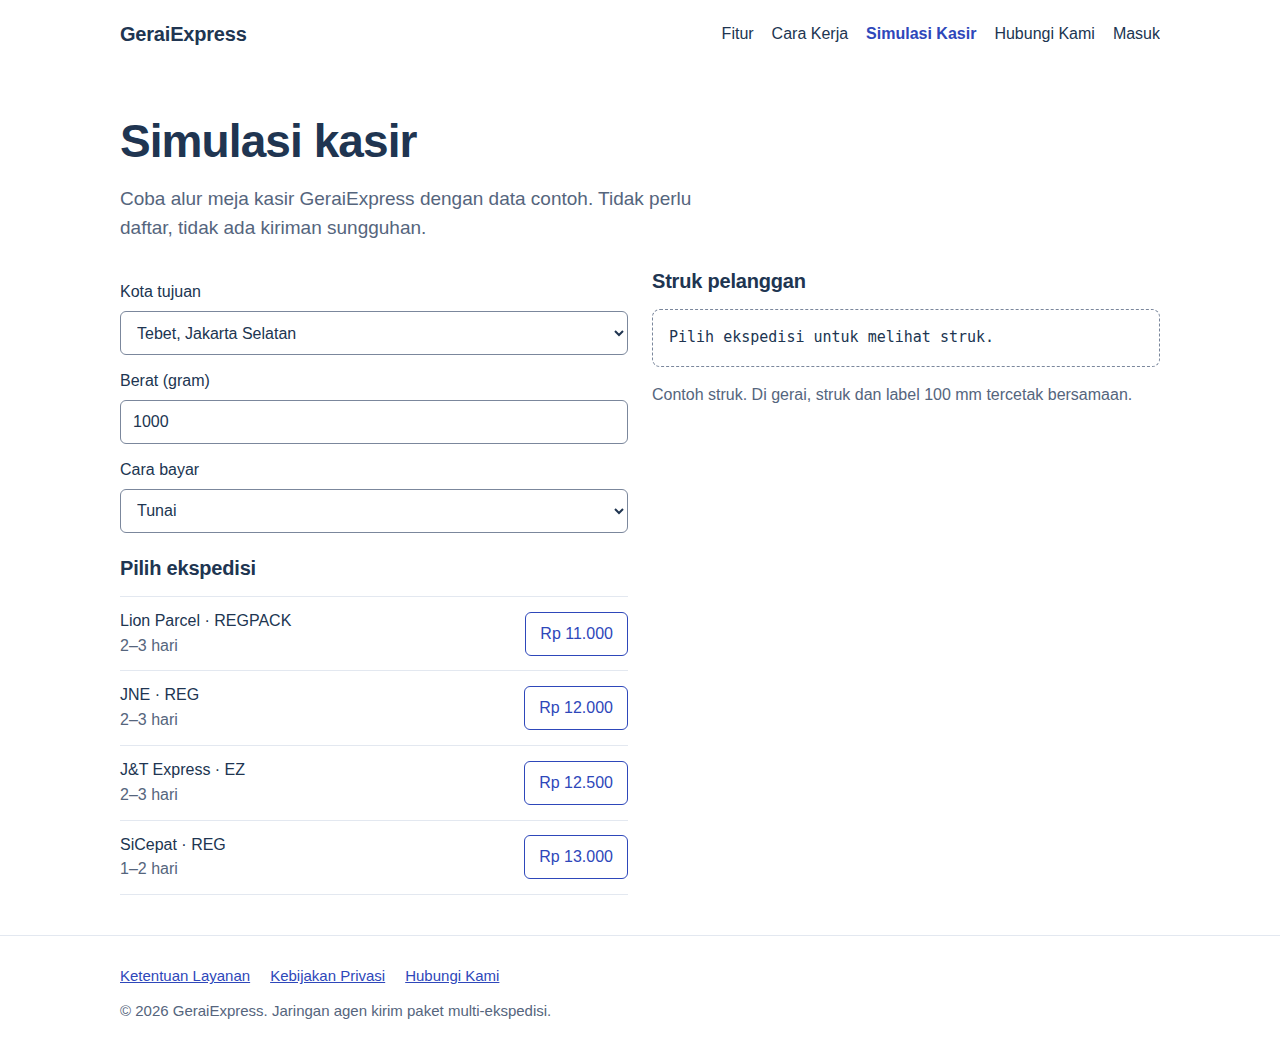 GeraiExpress
Fitur Cara Kerja Simulasi Kasir Hubungi Kami Masuk
Simulasi kasir
Coba alur meja kasir GeraiExpress dengan data contoh. Tidak perlu
daftar, tidak ada kiriman sungguhan.
Kota tujuan
Tebet, Jakarta Selatan
Berat (gram)
1000
Cara bayar
Tunai
Pilih ekspedisi
Lion Parcel · REGPACK
2–3 hari
Rp 11.000
JNE · REG
2–3 hari
Rp 12.000
J&T Express · EZ
2–3 hari
Rp 12.500
SiCepat · REG
1–2 hari
Rp 13.000
Struk pelanggan
Pilih ekspedisi untuk melihat struk.
Contoh struk. Di gerai, struk dan label 100 mm tercetak bersamaan.
Ketentuan Layanan Kebijakan Privasi Hubungi Kami
© 2026 GeraiExpress. Jaringan agen kirim paket multi-ekspedisi.